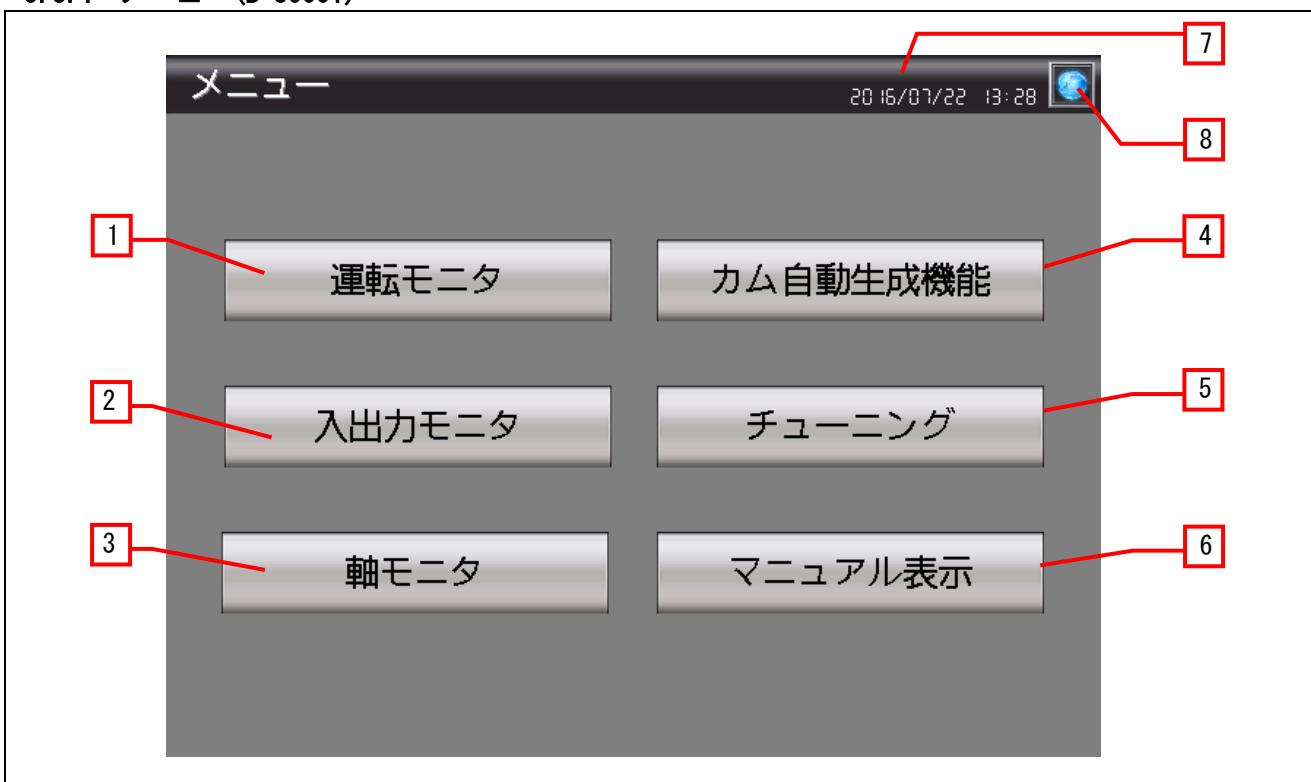 メニュー
2016/07/22 13:28
7
8
1
運転モニタ
カム自動生成機能
4
2
入出力モニタ
チューニング
5
3
軸モニタ
マニュアル表示
6